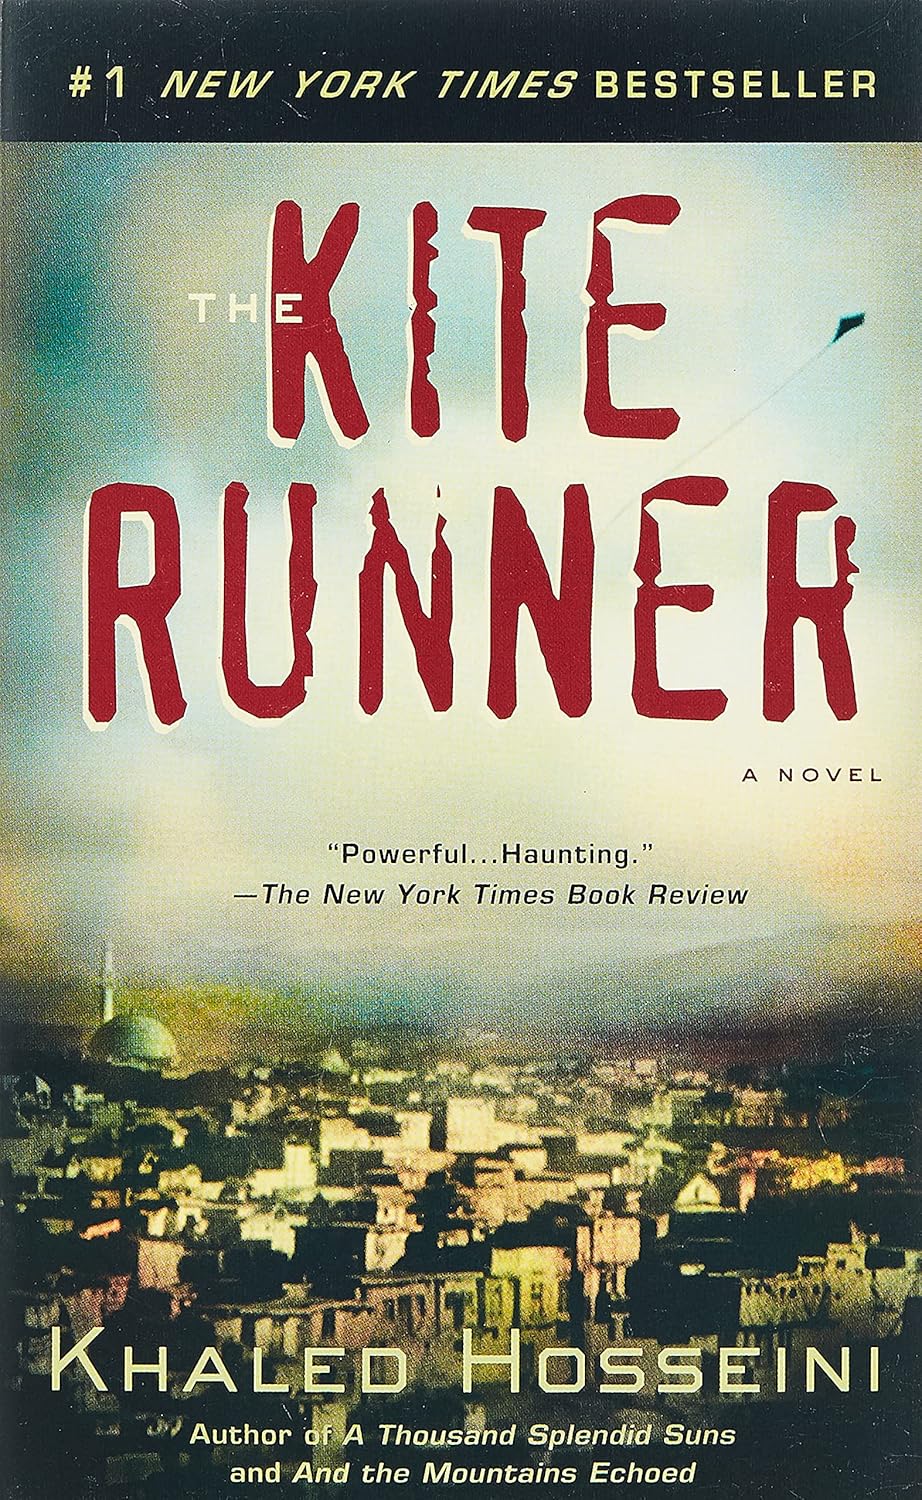 #1 NEW YORK TIMES BESTSELLER
THE
KITE
RUNNER
A NOVEL
“Powerful...Haunting.”
—The New York Times Book Review
KHALED HOSSEINI
Author of A Thousand Splendid Suns
and And the Mountains Echoed